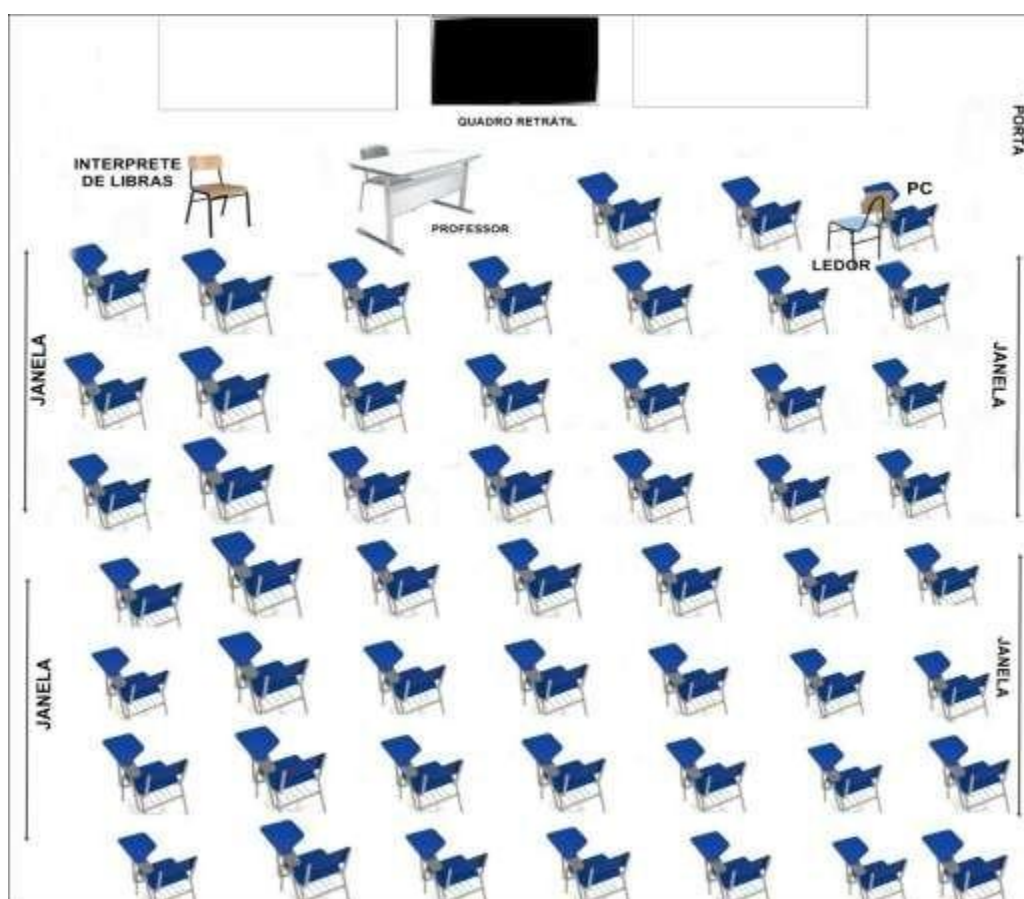 QUADRO RETRÁTIL
PORTA
INTERPRETE
DE LIBRAS
PROFESSOR
PC
LEDOR
JANELA
JANELA
JANELA
JANELA